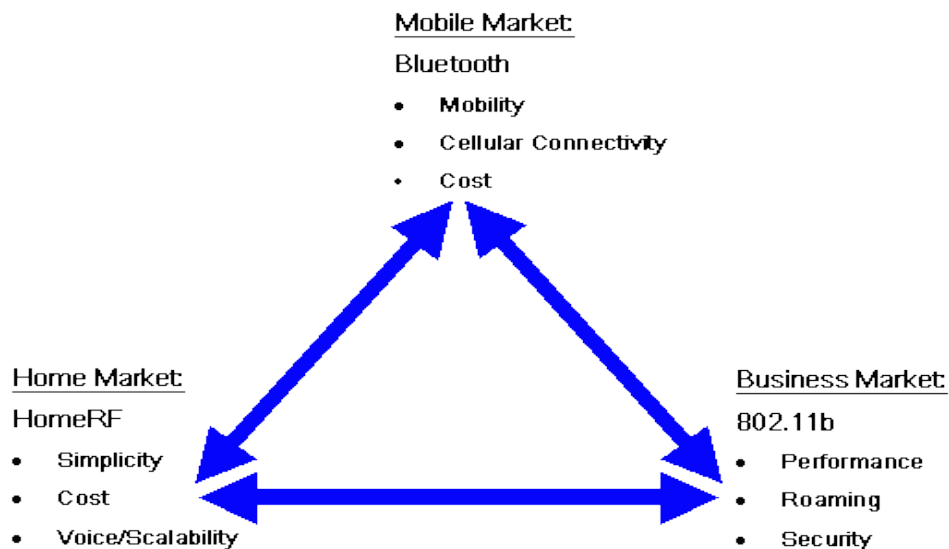 Mobile Market:
Bluetooth
• Mobility
• Cellular Connectivity
• Cost
Home Market:
HomeRF
• Simplicity
• Cost
• Voice/Scalability
Business Market:
802.11b
• Performance
• Roaming
• Security